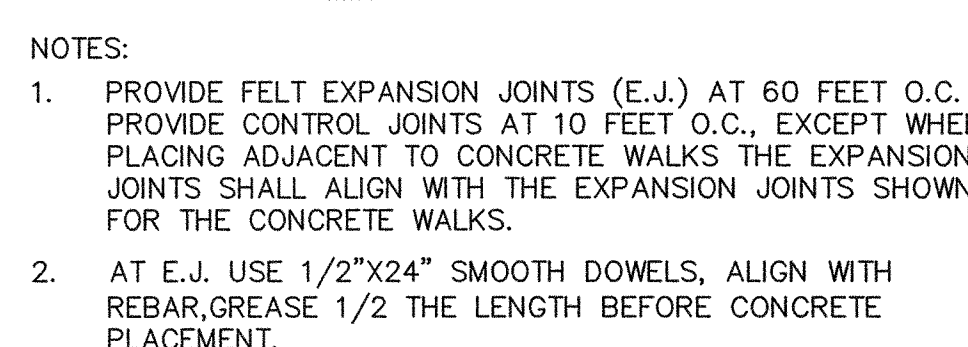 NOTES:
1. PROVIDE FELT EXPANSION JOINTS (E.J.) AT 60 FEET O.C.
PROVIDE CONTROL JOINTS AT 10 FEET O.C., EXCEPT WHEN
PLACING ADJACENT TO CONCRETE WALKS THE EXPANSION
JOINTS SHALL ALIGN WITH THE EXPANSION JOINTS SHOWN
FOR THE CONCRETE WALKS.
2. AT E.J. USE 1/2"X24" SMOOTH DOWELS, ALIGN WITH
REBAR,GREASE 1/2 THE LENGTH BEFORE CONCRETE
PLACEMENT.